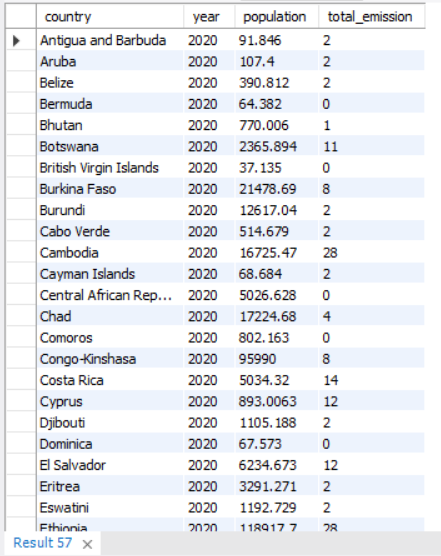 country year population total_emission
Antigua and Barbuda 2020 91.846 2
Aruba 2020 107.4 2
Belize 2020 390.812 2
Bermuda 2020 64.382 0
Bhutan 2020 770.006 1
Botswana 2020 2365.894 11
British Virgin Islands 2020 37.135 0
Burkina Faso 2020 21478.69 8
Burundi 2020 12617.04 2
Cabo Verde 2020 514.679 2
Cambodia 2020 16725.47 28
Cayman Islands 2020 68.684 2
Central African Rep... 2020 5026.628 0
Chad 2020 17224.68 4
Comoros 2020 802.163 0
Congo-Kinshasa 2020 95990 8
Costa Rica 2020 5034.32 14
Cyprus 2020 893.0063 12
Djibouti 2020 1105.188 2
Dominica 2020 67.573 0
El Salvador 2020 6234.673 12
Eritrea 2020 3291.271 2
Eswatini 2020 1192.729 2
Ethiopia 2020 118917.7 28
Result 57